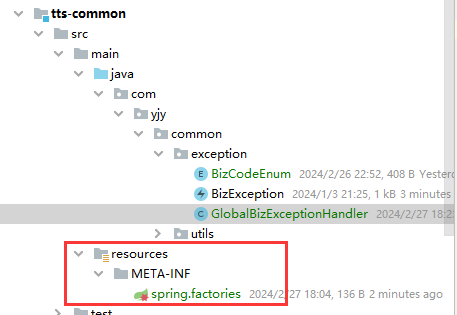 tts-common
src
main
java
com
yjy
common
exception
BizCodeEnum 2024/2/26 22:52, 408 B Yester
BizException 2024/1/3 21:25, 1 kB 3 minutes
GlobalBizExceptionHandler 2024/2/27 18:2
utils
resources
META-INF
spring.factories 2024/2/27 18:04, 136 B 2 minutes ago
test